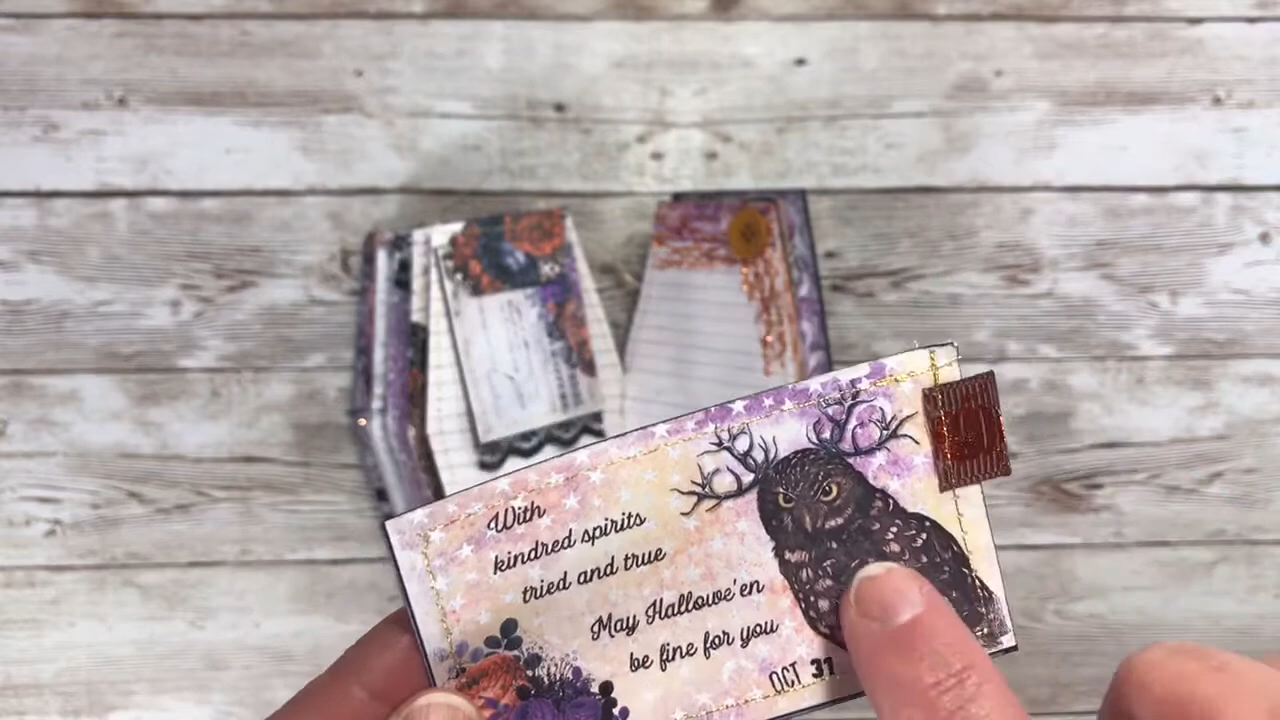 With
kindred spirits
tried and true
May Hallowe'en
be fine for you
OCT 31